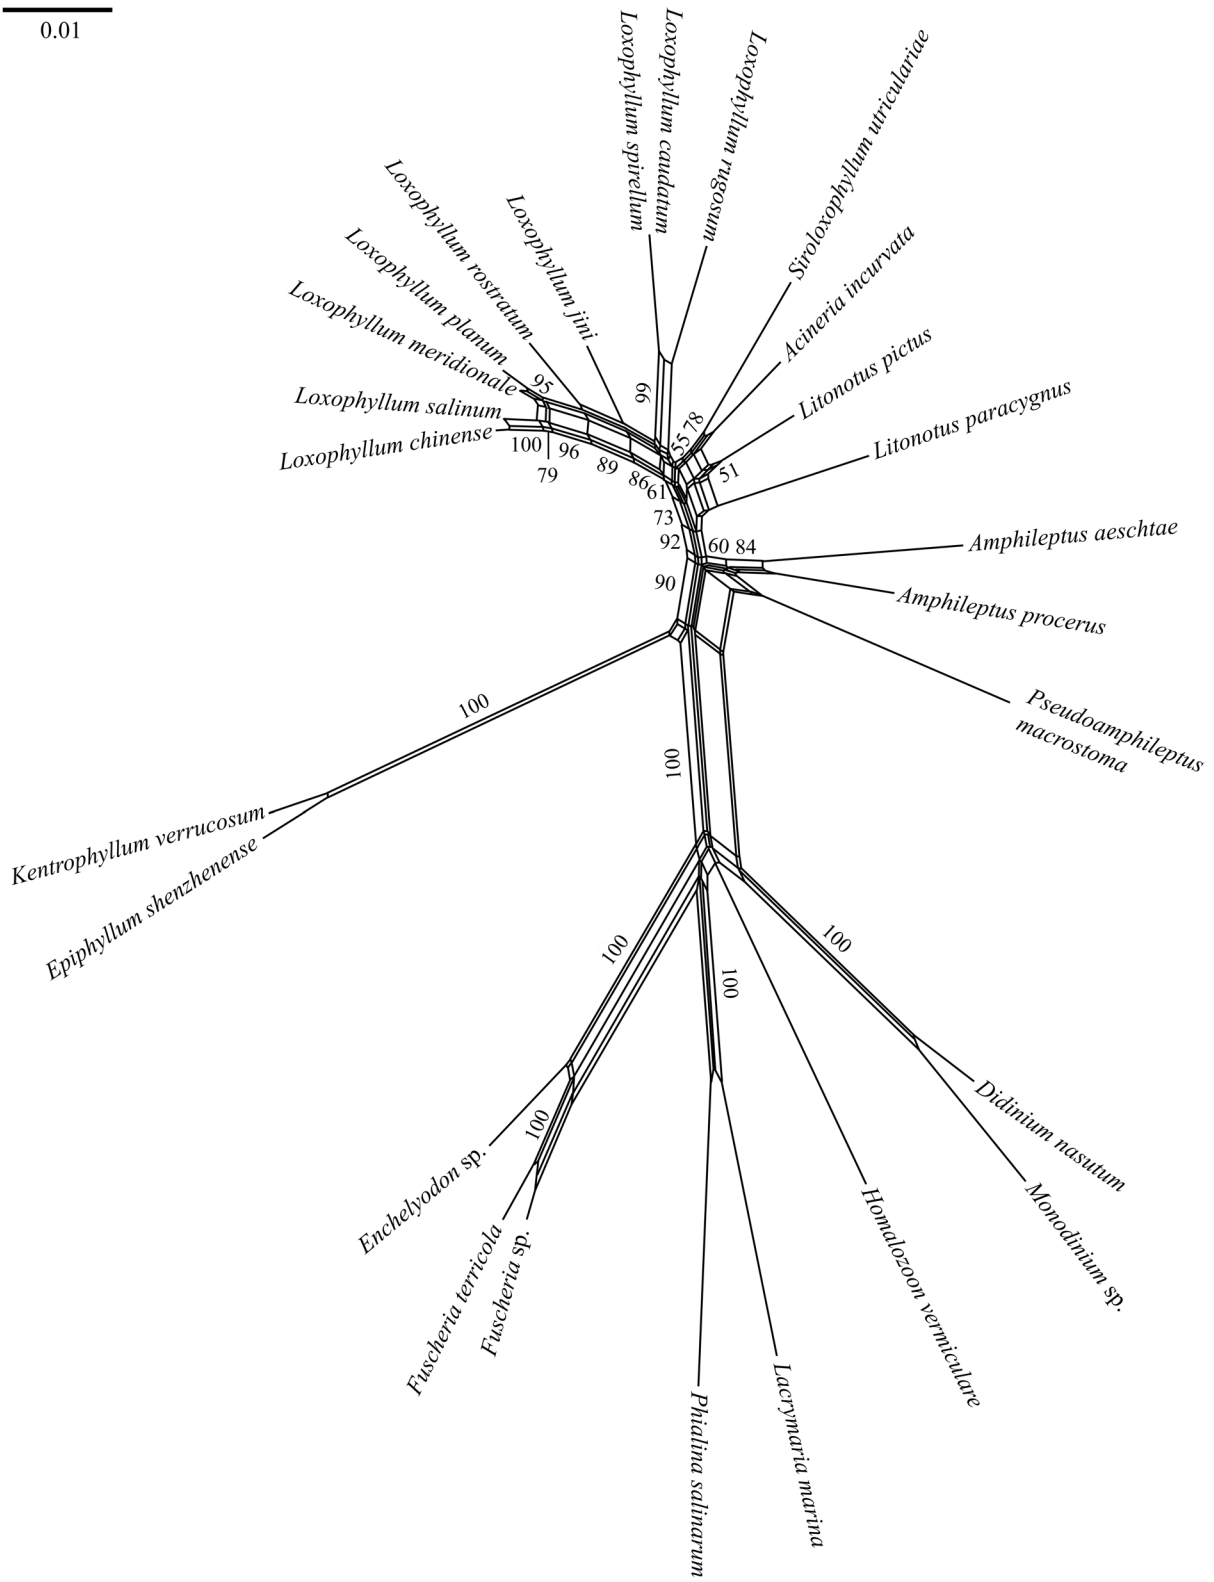 0.01
Loxophyllum spirellum
Loxophyllum caudatum
Loxophyllum rugosum
Siroloxophyllum utriculariae
Acineria incurvata
Litonotus pictus
Litonotus paracygnus
Amphileptus aeschtae
Amphileptus procerus
Pseudoamphileptus
macrostoma
Loxophyllum jini
Loxophyllum rostratum
Loxophyllum planum
Loxophyllum meridionale
Loxophyllum salinum
Loxophyllum chinense
95
66
55
78
51
100
79
96
89
86
61
73
92
60
84
90
100
100
Kentrophyllum verrucosum
Epiphyllum shenzhenense
100
100
100
100
Enchelyodon sp.
Fuscheria terricola
Fuscheria sp.
Phialina salinarum
Lacrymaria marina
Homalozoon vermiculare
Monodinium sp.
Didinium nasutum